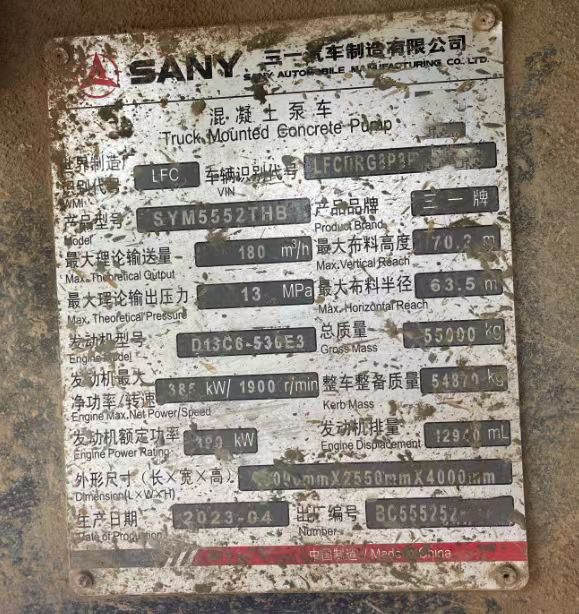 SANY 三一汽车制造有限公司
SANY AUTOMOBILE MANUFACTURING CO., LTD.
混凝土泵车
Truck Mounted Concrete Pump
世界制造厂 LFC 车辆识别代号 LFCDRG
识别代号 VIN
WMI
产品型号 SYM5552THB 产品品牌 三一牌
Model Product Brand
最大理论输送量 180 m³/h 最大布料高度 70.2 m
Max.Theoretical Output Max.Vertical Reach
最大理论输出压力 13 MPa 最大布料半径 63.5 m
Max. Theoretical Pressure Max. Horizontal Reach
发动机型号 D13C6-530E3 总质量 55000 kg
Engine Model Gross Mass
发动机最大 385 kW/ 1900 r/min 整车整备质量 54870 kg
净功率/转速 Kerb Mass
Engine Max.Net Power/Speed
发动机额定功率 kW 发动机排量 12940 mL
Engine Power Rating Engine Displacement
外形尺寸(长×宽×高) mmX2550mmX4000mm
Dimension(L×W×H)
生产日期 2023-04 出厂编号 BC555252
Date of Production Number
中国制造 / Made in China